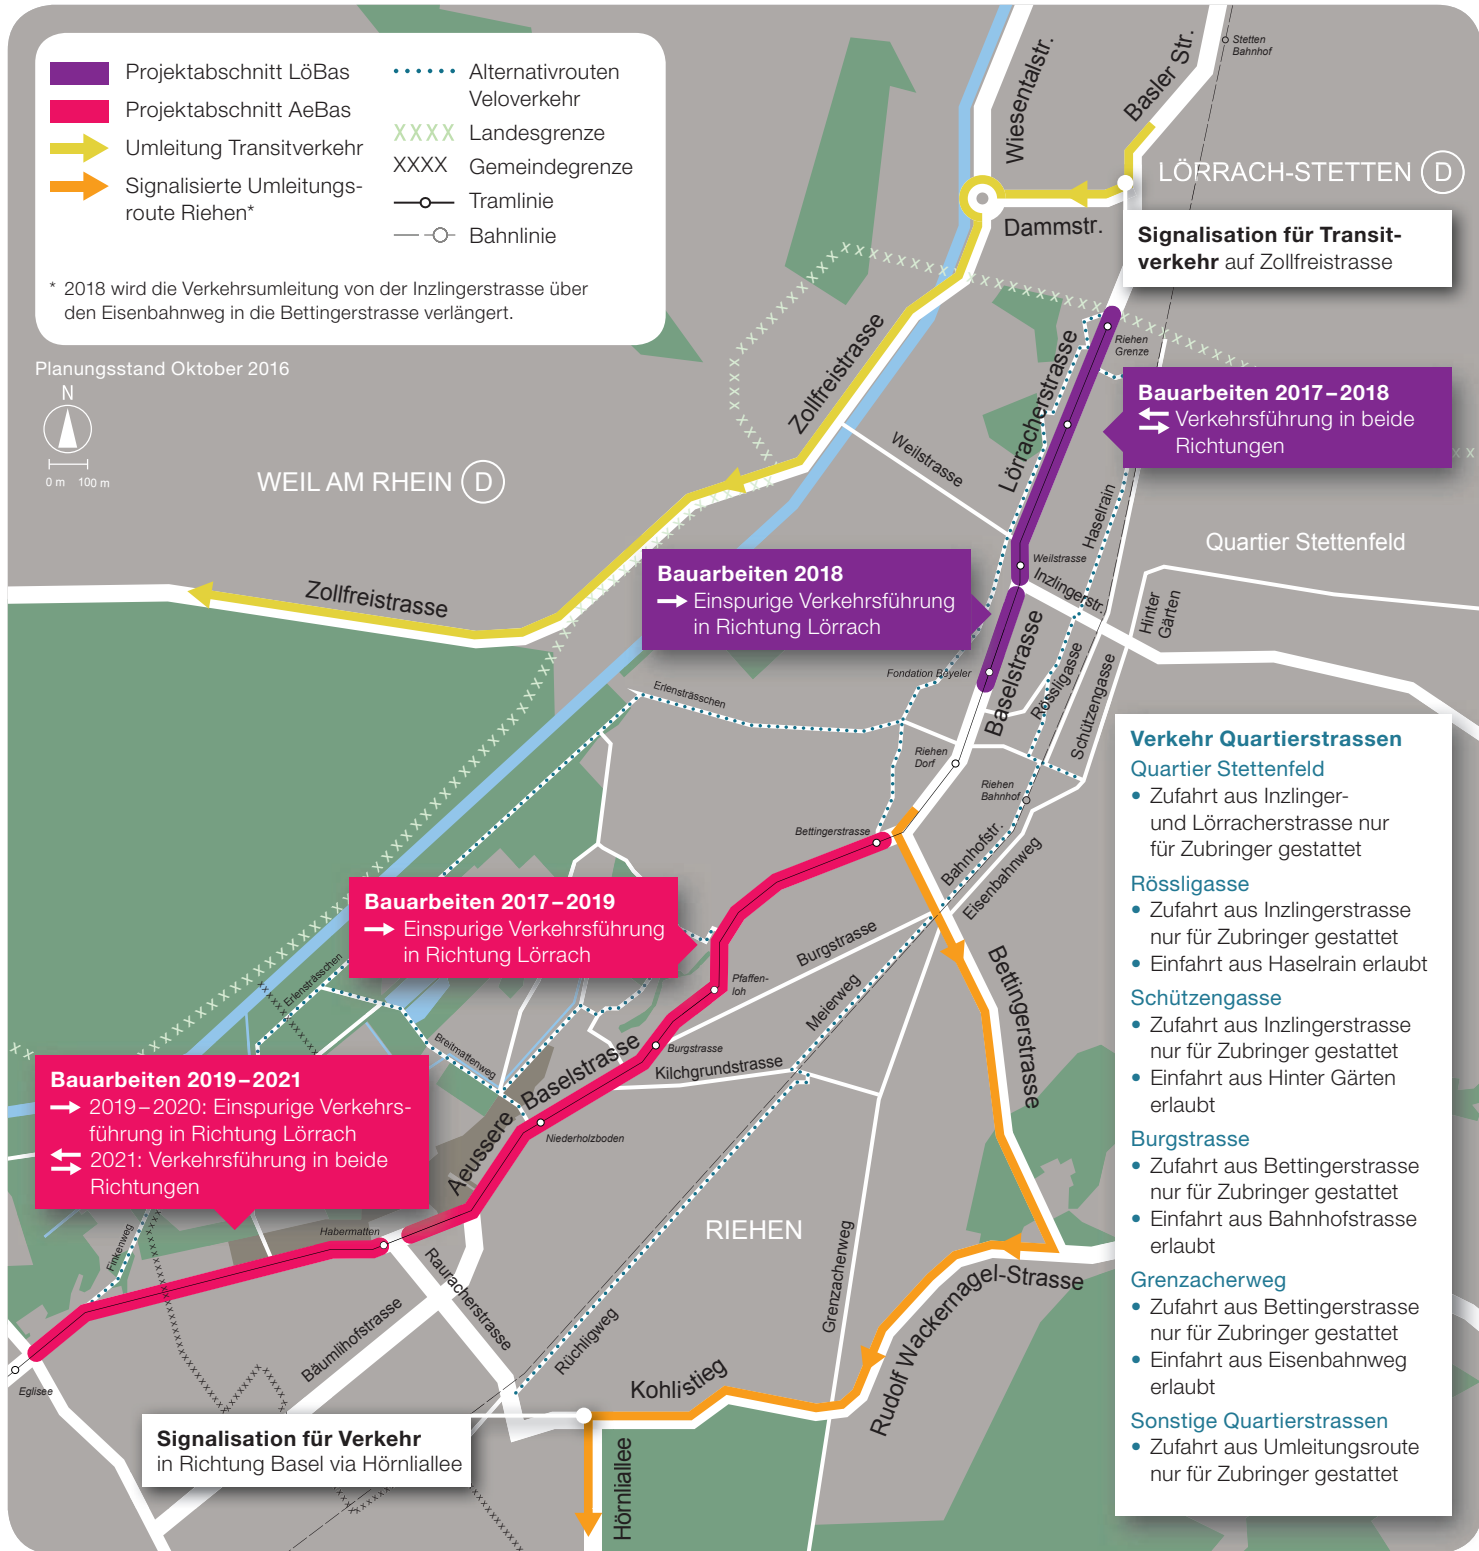 Projektabschnitt LöBas
Projektabschnitt AeBas
Umleitung Transitverkehr
Signalisierte Umleitungs-
route Riehen*
Alternativrouten
Veloverkehr
XXXX Landesgrenze
XXXX Gemeindegrenze
Tramlinie
Bahnlinie
* 2018 wird die Verkehrsumleitung von der Inzlingerstrasse über
den Eisenbahnweg in die Bettingerstrasse verlängert.
Planungsstand Oktober 2016
N
0 m 100 m
Wiesentalstr.
Basler Str.
Stetten
Bahnhof
LÖRRACH-STETTEN D
Dammstr.
Signalisation für Transit-
verkehr auf Zollfreistrasse
Zollfreistrasse
Lörracherstrasse
Riehen
Grenze
Bauarbeiten 2017–2018
Verkehrsführung in beide
Richtungen
WEIL AM RHEIN D
Weilstrasse
Haselrain
Quartier Stettenfeld
Weilstrasse
Inzlingerstr.
Hinter
Gärten
Zollfreistrasse
Bauarbeiten 2018
Einspurige Verkehrsführung
in Richtung Lörrach
Fondation Beyeler
Baselstrasse
Rössligasse
Schützengasse
Erlensträsschen
Riehen
Dorf
Riehen
Bahnhof
Bettingerstrasse
Bahnhofstr.
Eisenbahnweg
Bauarbeiten 2017–2019
Einspurige Verkehrsführung
in Richtung Lörrach
Burgstrasse
Bettingerstrasse
Pfaffen-
loh
Meierweg
Erlensträsschen
Breitmattenweg
Burgstrasse
Kilchgrundstrasse
Aeussere Baselstrasse
Niederholzboden
Bauarbeiten 2019–2021
2019–2020: Einspurige Verkehrs-
führung in Richtung Lörrach
2021: Verkehrsführung in beide
Richtungen
Finkenweg
Habermatten
RIEHEN
Rauracherstrasse
Grenzacherweg
Rudolf Wackernagel-Strasse
Bäumlihofstrasse
Rüchligweg
Eglisee
Kohlistieg
Signalisation für Verkehr
in Richtung Basel via Hörnliallee
Hörnliallee
Verkehr Quartierstrassen
Quartier Stettenfeld
• Zufahrt aus Inzlinger-
und Lörracherstrasse nur
für Zubringer gestattet
Rössligasse
• Zufahrt aus Inzlingerstrasse
nur für Zubringer gestattet
• Einfahrt aus Haselrain erlaubt
Schützengasse
• Zufahrt aus Inzlingerstrasse
nur für Zubringer gestattet
• Einfahrt aus Hinter Gärten
erlaubt
Burgstrasse
• Zufahrt aus Bettingerstrasse
nur für Zubringer gestattet
• Einfahrt aus Bahnhofstrasse
erlaubt
Grenzacherweg
• Zufahrt aus Bettingerstrasse
nur für Zubringer gestattet
• Einfahrt aus Eisenbahnweg
erlaubt
Sonstige Quartierstrassen
• Zufahrt aus Umleitungsroute
nur für Zubringer gestattet